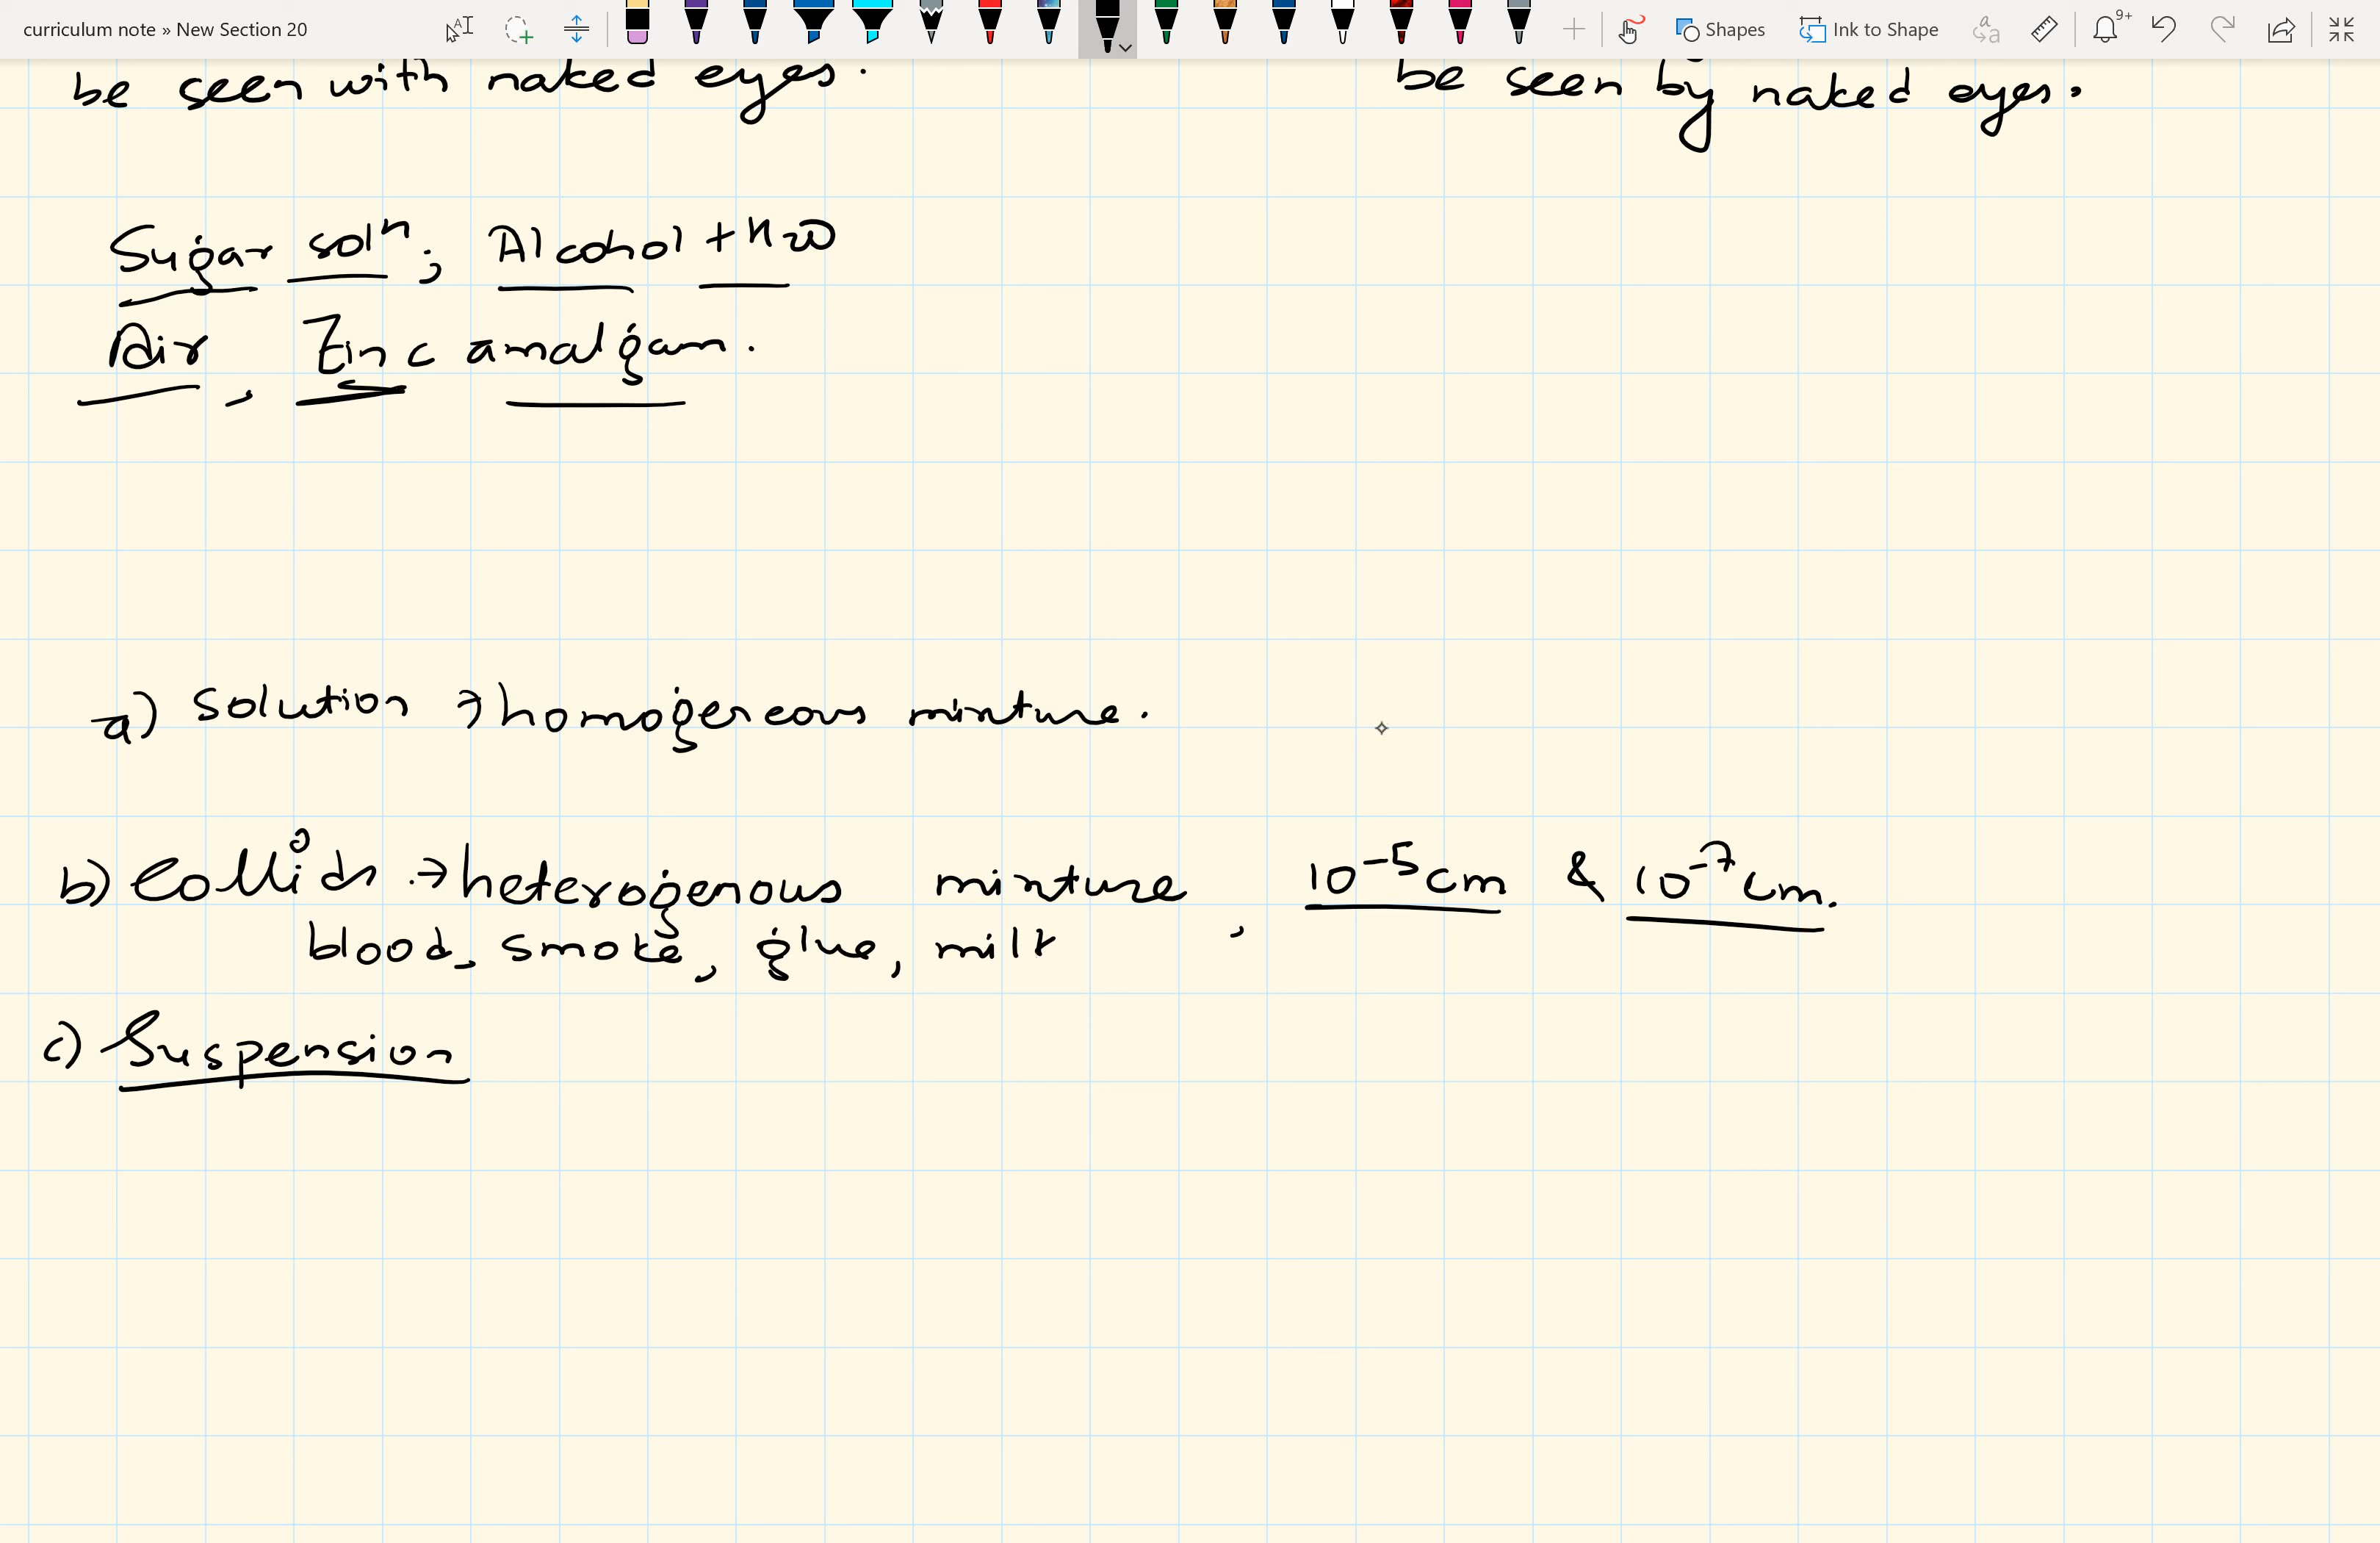 curriculum note » New Section 20
Shapes
Ink to Shape
9+
be seen with naked eyes.
be seen by naked eyes.
Sugar solⁿ; Alcohol + H2O
Air, Zinc amalgam.
a) Solution → homogeneous mixture.
b) Colloids → heterogenous mixture, 10⁻⁵cm & 10⁻⁷cm.
blood, smoke, glue, milk
c) Suspension